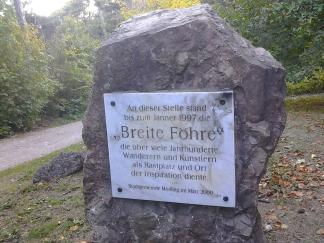 An dieser Stelle stand
bis zum Jänner 1997 die
„Breite Föhre“
die über viele Jahrhunderte
Wanderern und Künstlern
als Rastplatz und Ort
der Inspiration diente.
Stadtgemeinde Mödling im März 2000